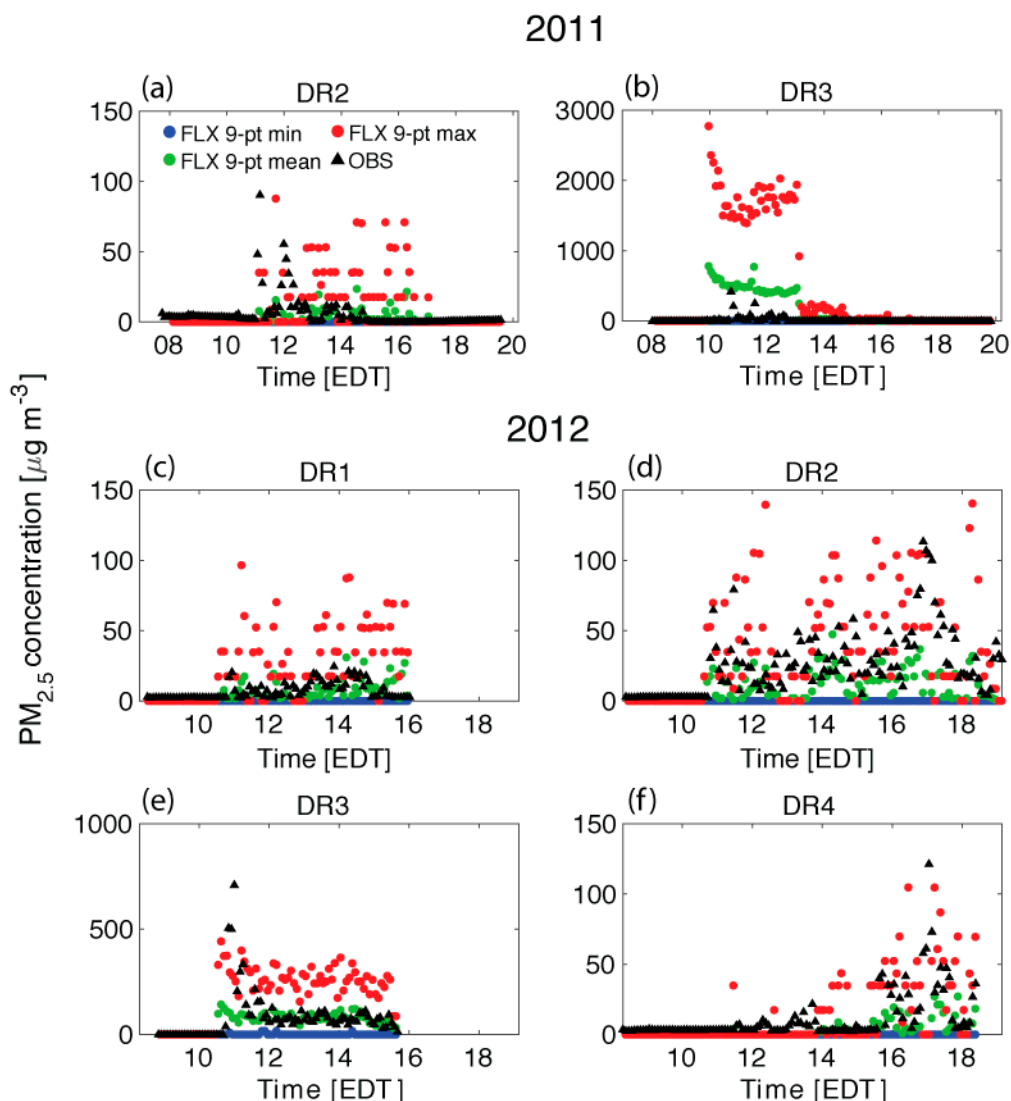 2011
(a) DR2
150
100
50
0
FLX 9-pt min
FLX 9-pt max
FLX 9-pt mean
OBS
08 10 12 14 16 18 20
Time [EDT]
(b) DR3
3000
2000
1000
0
08 10 12 14 16 18 20
Time [EDT]
PM2.5 concentration [μg m-3]
2012
(c) DR1
150
100
50
0
10 12 14 16 18
Time [EDT]
(d) DR2
150
100
50
0
10 12 14 16 18
Time [EDT]
(e) DR3
1000
500
0
10 12 14 16 18
Time [EDT]
(f) DR4
150
100
50
0
10 12 14 16 18
Time [EDT]